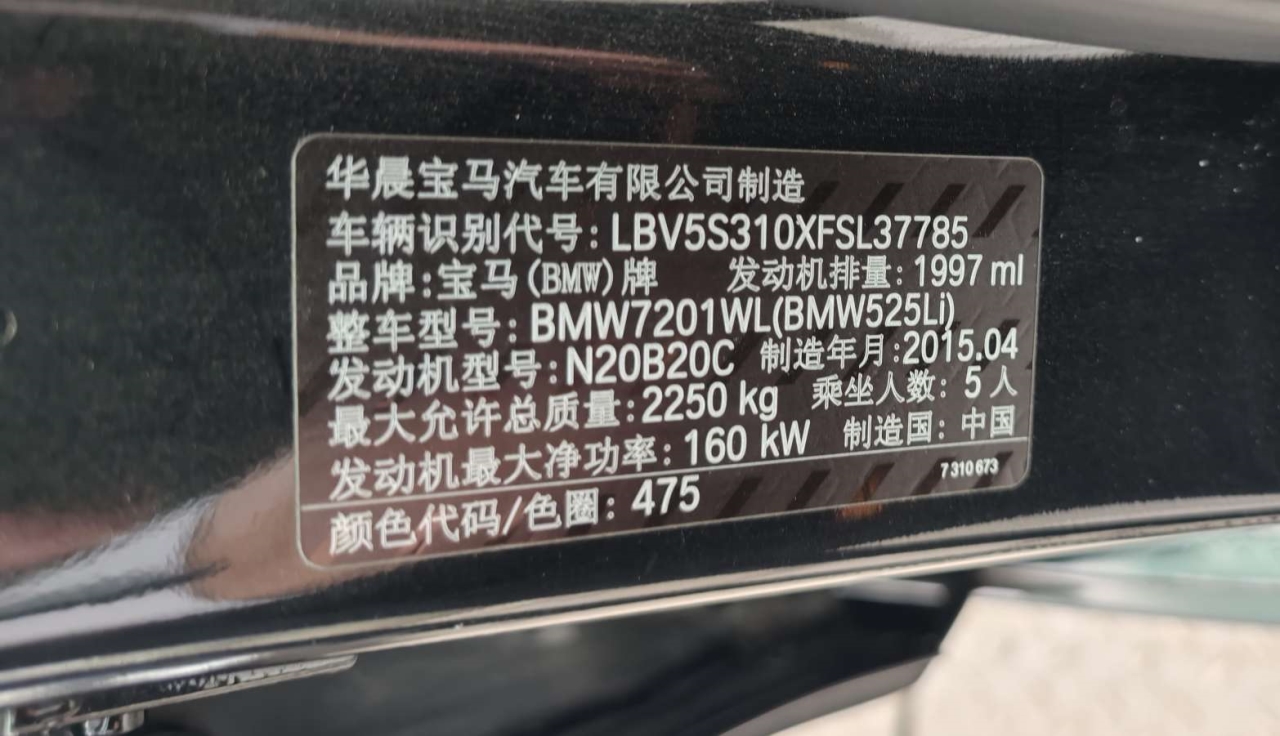 华晨宝马汽车有限公司制造
车辆识别代号: LBV5S310XFSL37785
品牌: 宝马(BMW)牌 发动机排量: 1997 ml
整车型号: BMW7201WL(BMW525Li)
发动机型号: N20B20C 制造年月: 2015.04
最大允许总质量: 2250 kg 乘坐人数: 5 人
发动机最大净功率: 160 kW 制造国: 中国
7 310 673
颜色代码/色圈: 475